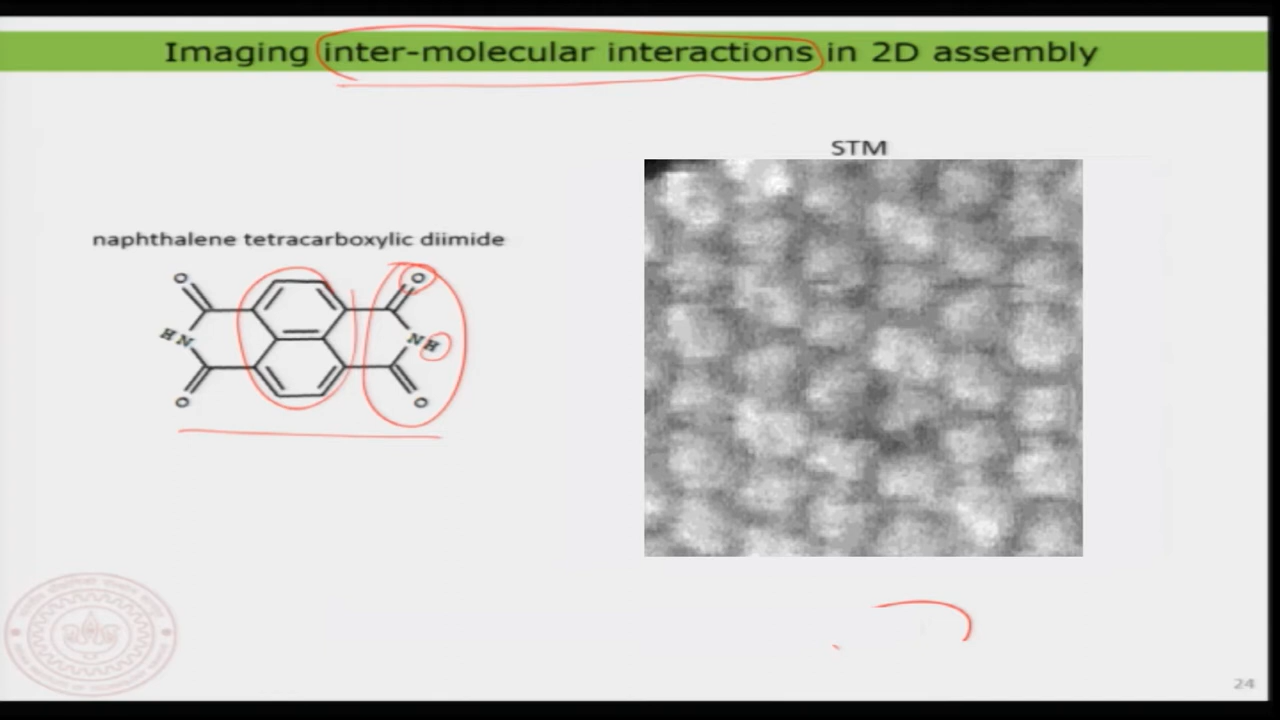 Imaging inter-molecular interactions in 2D assembly
STM
naphthalene tetracarboxylic diimide
O O
HN NH
O O
24